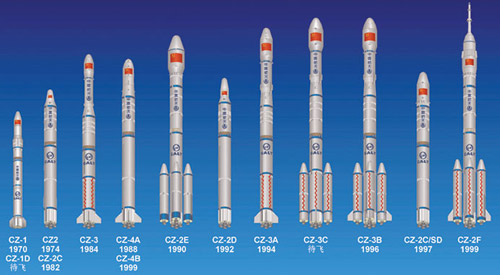 CZ-1
1970
CZ-1D
待飞
CZ2
1974
CZ-2C
1982
CZ-3
1984
CZ-4A
1988
CZ-4B
1999
CZ-2E
1990
CZ-2D
1992
CZ-3A
1994
CZ-3C
待飞
CZ-3B
1996
CZ-2C/SD
1997
CZ-2F
1999